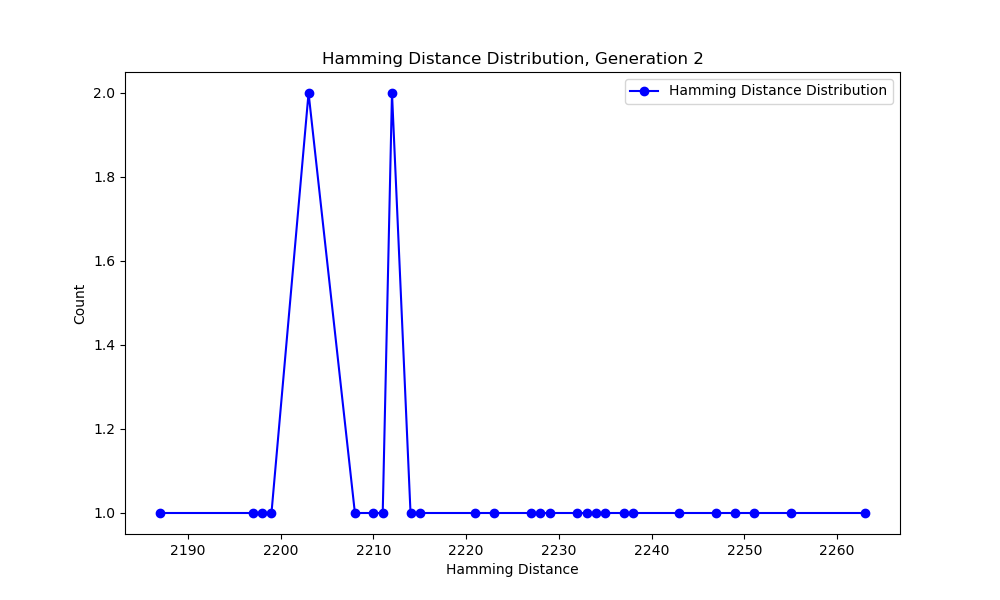 Hamming Distance Distribution, Generation 2
Hamming Distance Distribution
2.0
1.8
1.6
1.4
1.2
1.0
Count
2190 2200 2210 2220 2230 2240 2250 2260
Hamming Distance